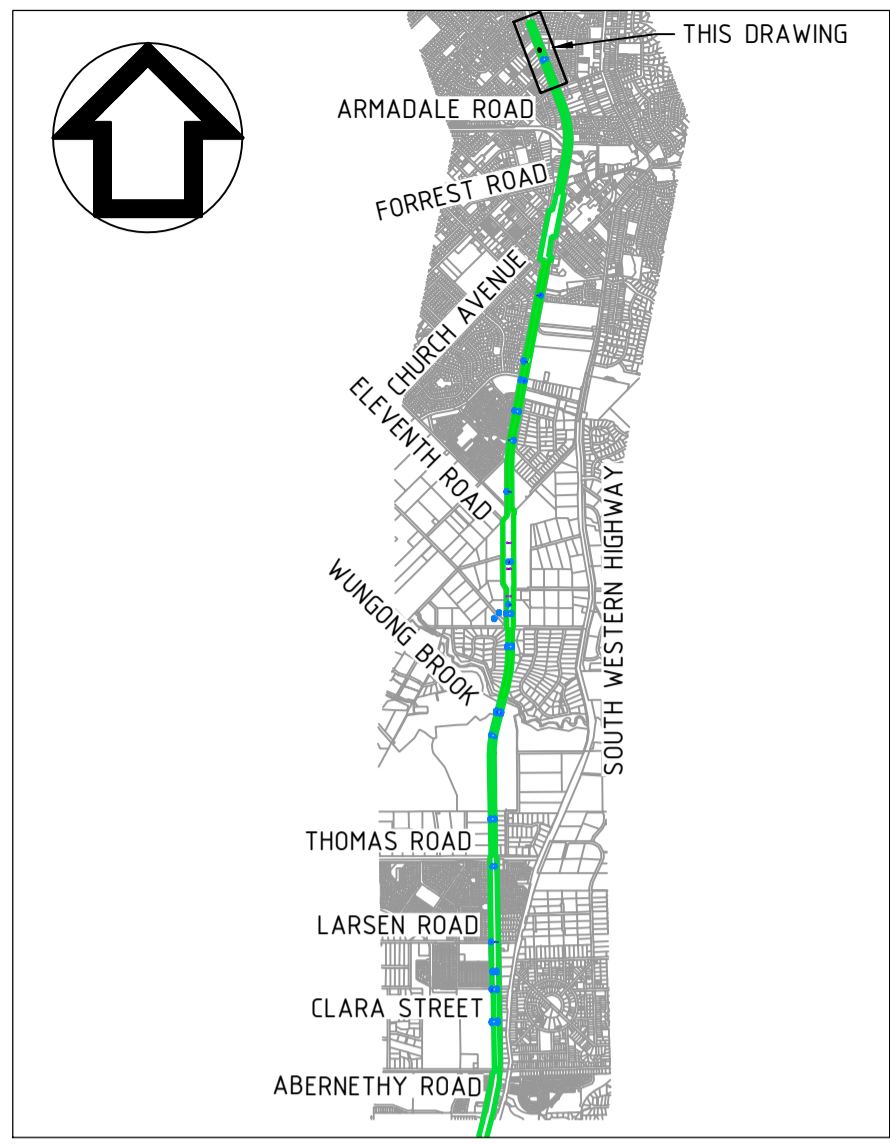 THIS DRAWING
ARMADALE ROAD
FORREST ROAD
CHURCH AVENUE
ELEVENTH ROAD
SOUTH WESTERN HIGHWAY
WUNGONG BROOK
THOMAS ROAD
LARSEN ROAD
CLARA STREET
ABERNETHY ROAD